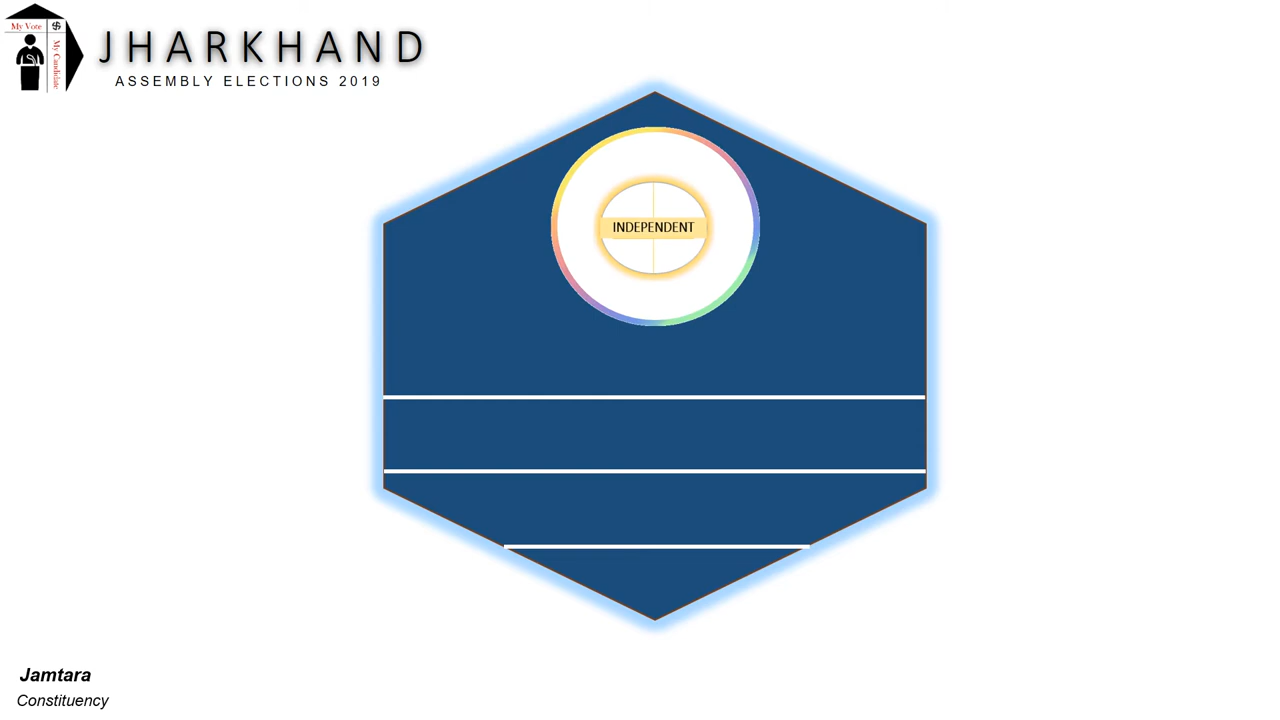 My Vote
My Candidate
JHARKHAND
ASSEMBLY ELECTIONS 2019
INDEPENDENT
Jamtara
Constituency